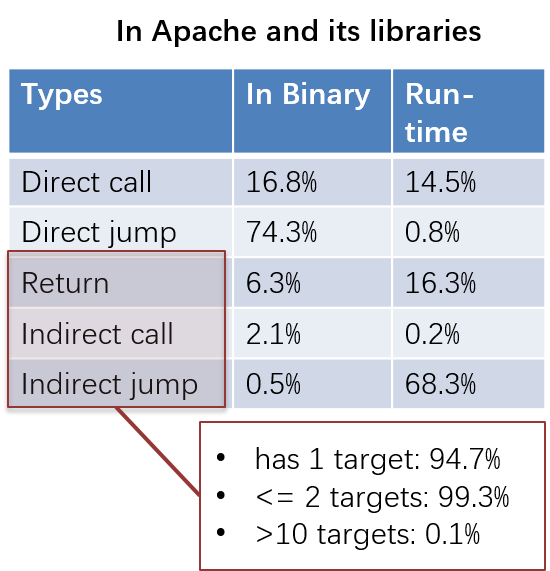 In Apache and its libraries
Types In Binary Run-
time
Direct call 16.8% 14.5%
Direct jump 74.3% 0.8%
Return 6.3% 16.3%
Indirect call 2.1% 0.2%
Indirect jump 0.5% 68.3%
• has 1 target: 94.7%
• <= 2 targets: 99.3%
• >10 targets: 0.1%